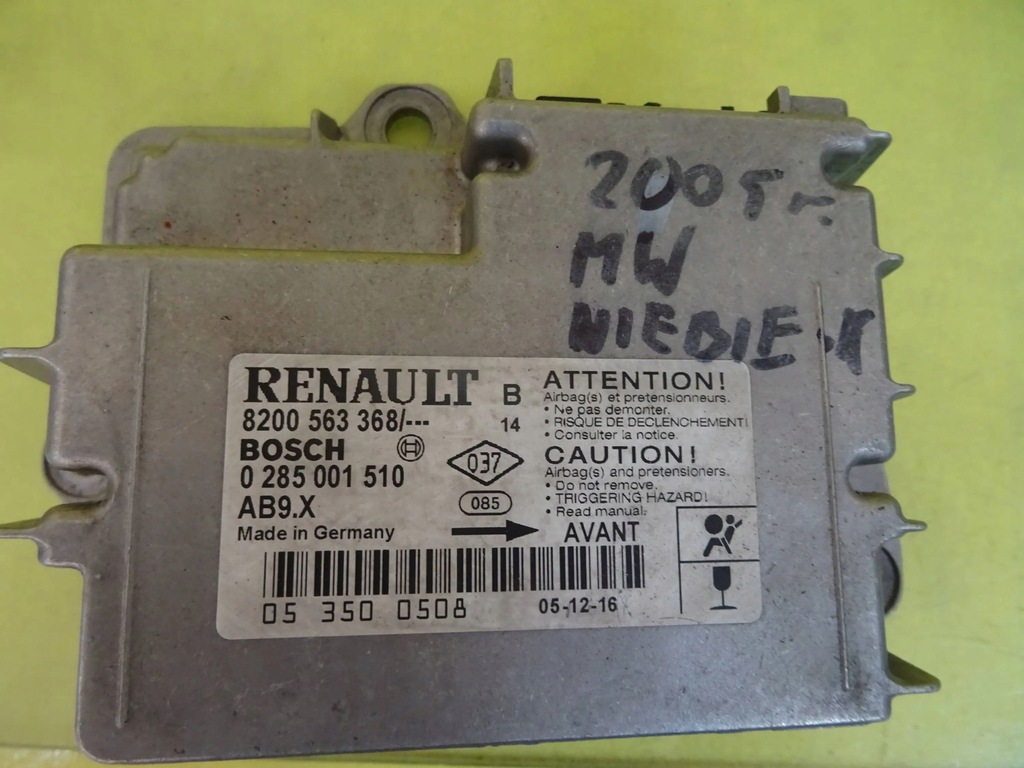 2005 r.
MW
NIEBIE-K
RENAULT B
8200 563 368/--- 14
BOSCH
0 285 001 510
AB9.X
Made in Germany
037
085
ATTENTION!
Airbag(s) et pretensionneurs.
• Ne pas demonter.
• RISQUE DE DECLENCHEMENT!
• Consulter la notice.
CAUTION!
Airbag(s) and pretensioners.
• Do not remove.
• TRIGGERING HAZARD!
• Read manual.
AVANT
05 350 0508
05-12-16